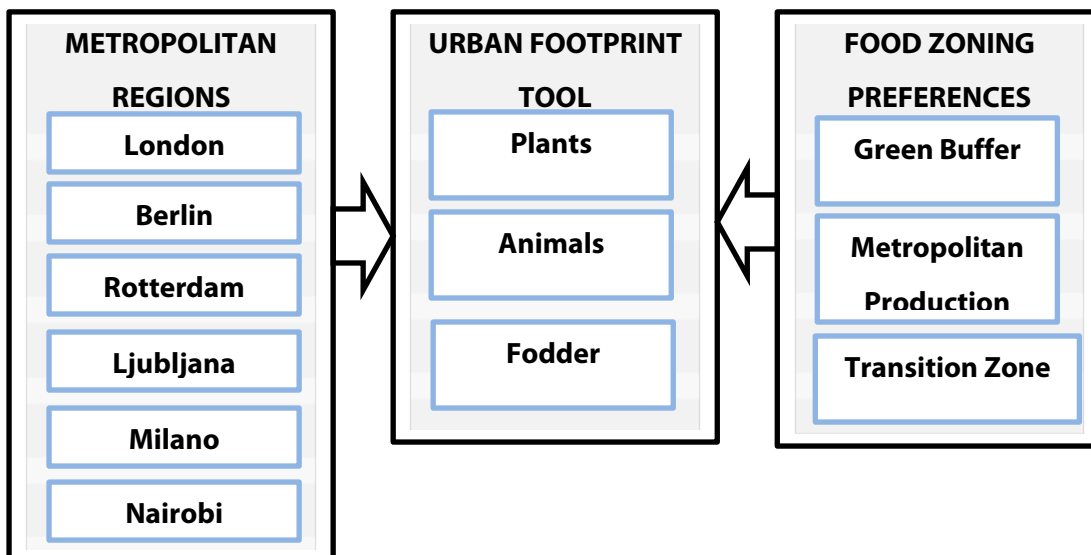 METROPOLITAN
REGIONS
London
Berlin
Rotterdam
Ljubljana
Milano
Nairobi
URBAN FOOTPRINT
TOOL
Plants
Animals
Fodder
FOOD ZONING
PREFERENCES
Green Buffer
Metropolitan
Production
Transition Zone